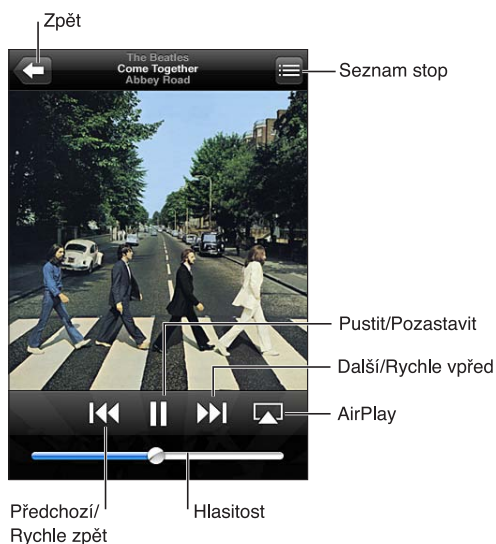 Zpět
The Beatles
Come Together
Abbey Road
Seznam stop
Pustit/Pozastavit
Další/Rychle vpřed
AirPlay
Předchozí/
Rychle zpět
Hlasitost